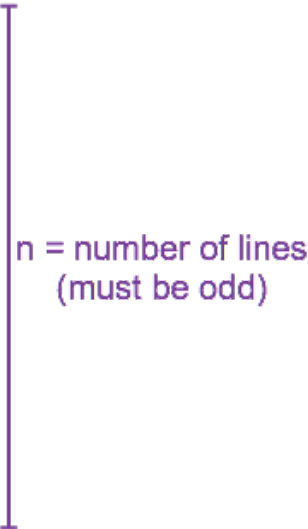 n = number of lines
(must be odd)